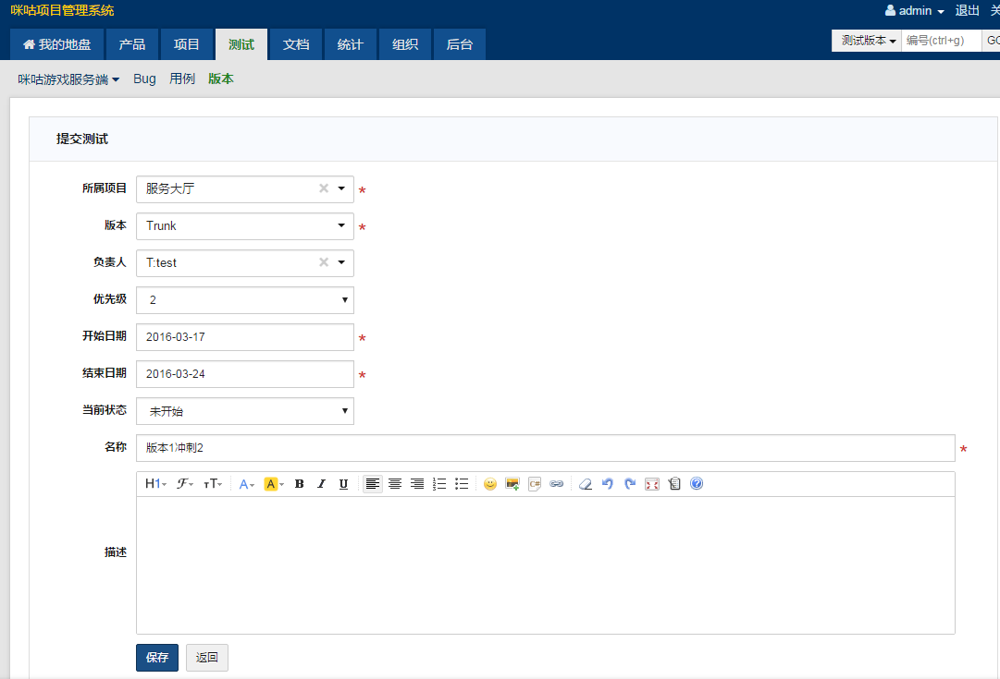 咪咕项目管理系统 admin 退出
我的地盘 产品 项目 测试 文档 统计 组织 后台 测试版本 编号(ctrl+g)
咪咕游戏服务端 Bug 用例 版本
提交测试
所属项目 服务大厅 *
版本 Trunk *
负责人 T:test
优先级 2
开始日期 2016-03-17 *
结束日期 2016-03-24 *
当前状态 未开始
名称 版本1冲刺2 *
H1 F TT A A B I U C#
描述
保存 返回